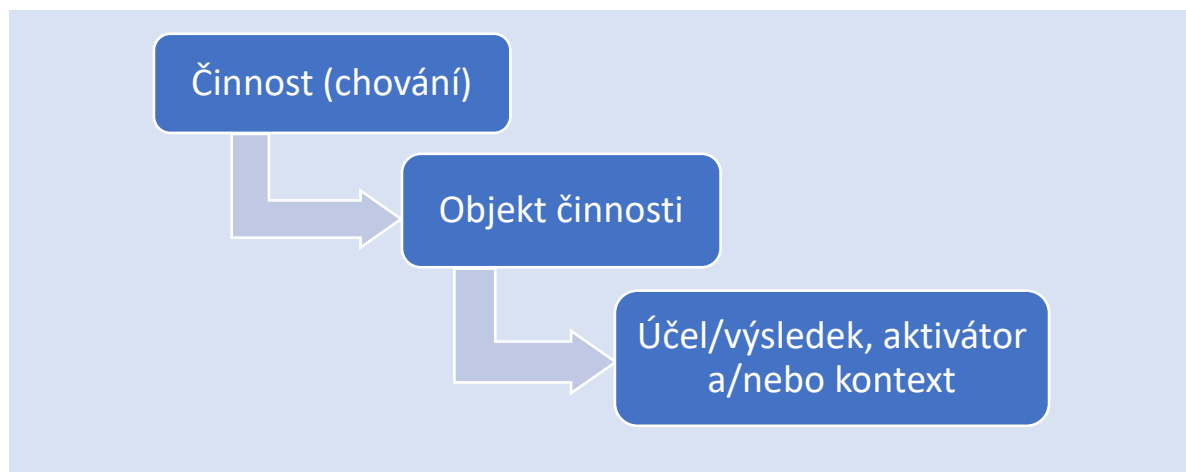 Činnost (chování)
Objekt činnosti
Účel/výsledek, aktivátor
a/nebo kontext